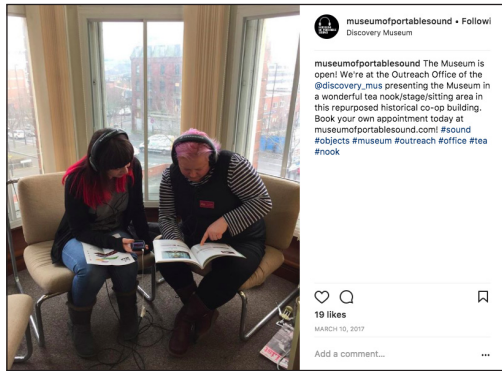 museumofportablesound • Followi
Discovery Museum
museumofportablesound The Museum is
open! We're at the Outreach Office of the
@discovery_mus presenting the Museum in
a wonderful tea nook/stage/sitting area in
this repurposed historical co-op building.
Book your own appointment today at
museumofportablesound.com! #sound
#objects #museum #outreach #office #tea
#nook
19 likes
MARCH 10, 2017
Add a comment...